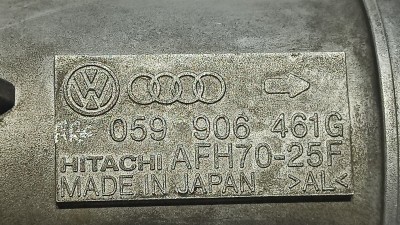 VW
059 906 461G
HITACHI AFH70-25F
MADE IN JAPAN >AL<